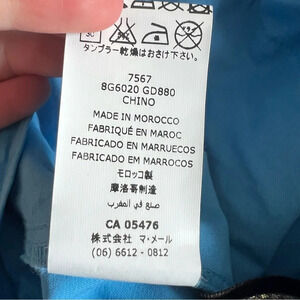 タンブラー乾燥はおさけ下さい。
7567
8G6020 GD880
CHINO
MADE IN MOROCCO
FABRIQUÉ EN MAROC
FABRICADO EN MARRUECOS
FABRICADO EM MARROCOS
モロッコ製
摩洛哥制造
صنع في المغرب
CA 05476
株式会社 マ・メール
(06) 6612 - 0812